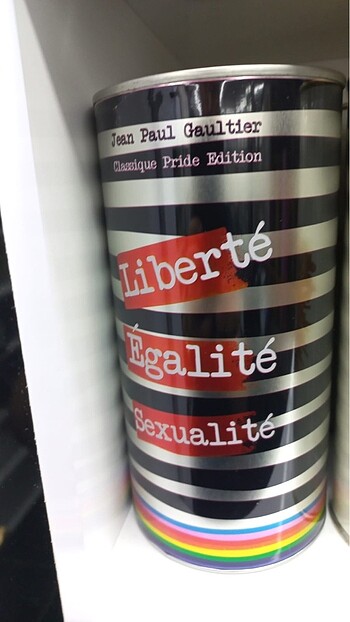 Jean Paul Gaultier
Classique Pride Edition
Liberté
Égalité
Sexualité